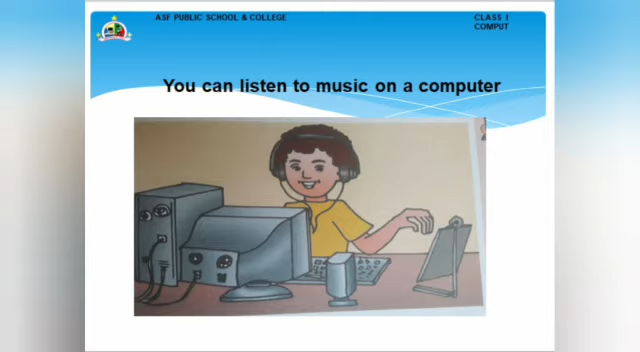 ASF PUBLIC SCHOOL & COLLEGE
CLASS I
COMPUT
You can listen to music on a computer